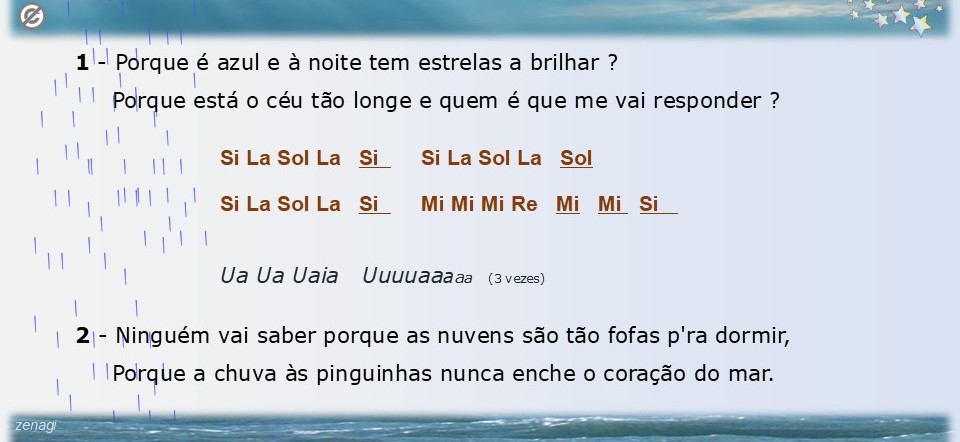 1 - Porque é azul e à noite tem estrelas a brilhar ?
Porque está o céu tão longe e quem é que me vai responder ?
Si La Sol La Si Si La Sol La Sol
Si La Sol La Si Mi Mi Mi Re Mi Mi Si
Ua Ua Uaia Uuuuaaaaa (3 vezes)
2 - Ninguém vai saber porque as nuvens são tão fofas p'ra dormir,
Porque a chuva às pinguinhas nunca enche o coração do mar.
zenagi